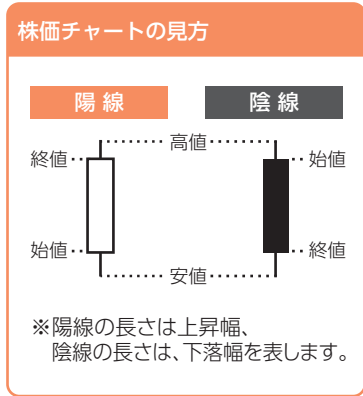 株価チャートの見方
陽線 陰線
高値
終値 始値
始値 終値
安値
※陽線の長さは上昇幅、
陰線の長さは、下落幅を表します。